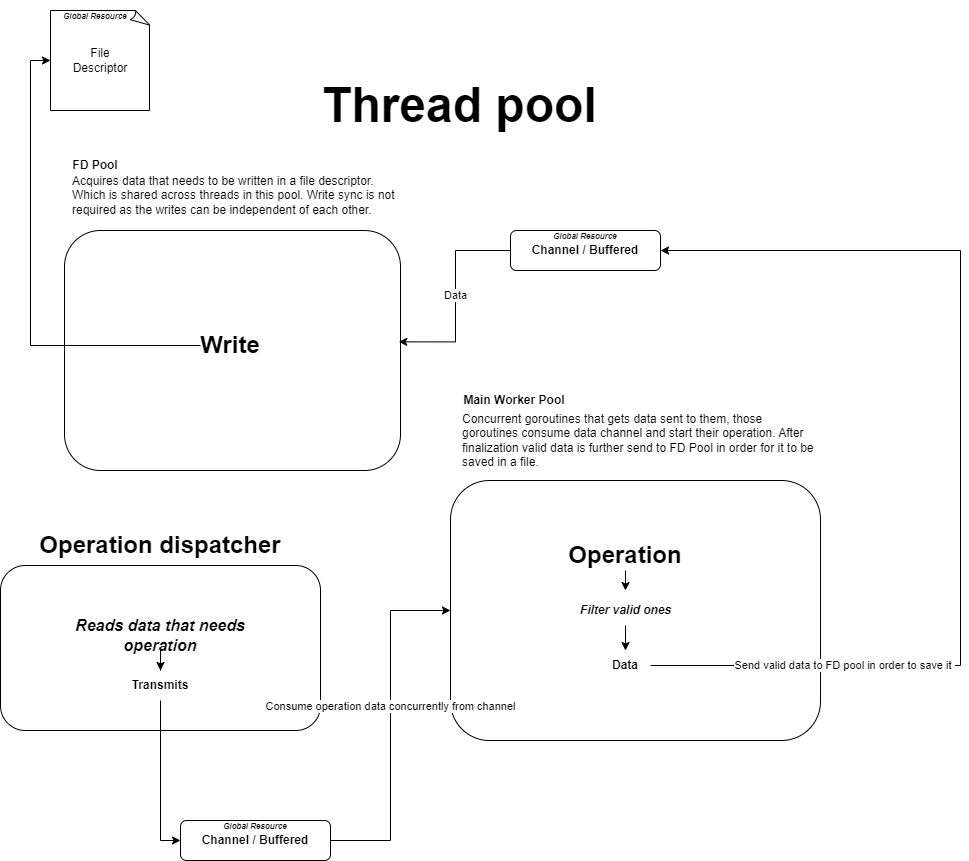 Global Resource
File
Descriptor
Thread pool
FD Pool
Acquires data that needs to be written in a file descriptor.
Which is shared across threads in this pool. Write sync is not
required as the writes can be independent of each other.
Global Resource
Channel / Buffered
Data
Write
Main Worker Pool
Concurrent goroutines that gets data sent to them, those
goroutines consume data channel and start their operation. After
finalization valid data is further send to FD Pool in order for it to be
saved in a file.
Operation dispatcher
Operation
Filter valid ones
Reads data that needs
operation
Data
Send valid data to FD pool in order to save it
Transmits
Consume operation data concurrently from channel
Global Resource
Channel / Buffered